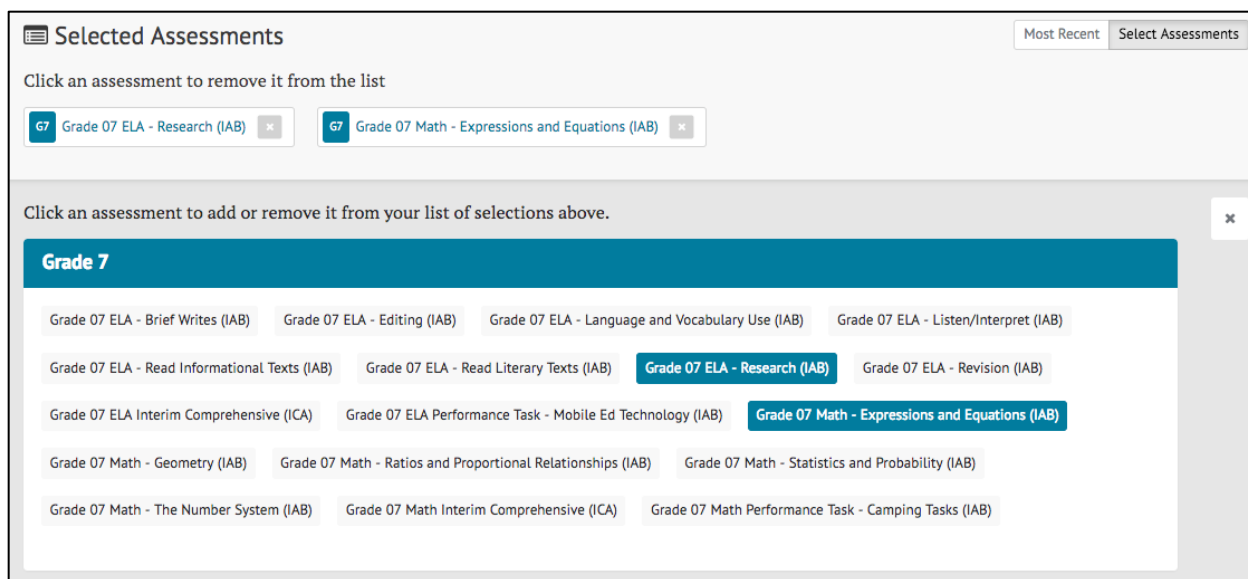 Selected Assessments
Most Recent Select Assessments
Click an assessment to remove it from the list
G7 Grade 07 ELA - Research (IAB) G7 Grade 07 Math - Expressions and Equations (IAB)
Click an assessment to add or remove it from your list of selections above.
Grade 7
Grade 07 ELA - Brief Writes (IAB) Grade 07 ELA - Editing (IAB) Grade 07 ELA - Language and Vocabulary Use (IAB) Grade 07 ELA - Listen/Interpret (IAB)
Grade 07 ELA - Read Informational Texts (IAB) Grade 07 ELA - Read Literary Texts (IAB) Grade 07 ELA - Research (IAB) Grade 07 ELA - Revision (IAB)
Grade 07 ELA Interim Comprehensive (ICA) Grade 07 ELA Performance Task - Mobile Ed Technology (IAB) Grade 07 Math - Expressions and Equations (IAB)
Grade 07 Math - Geometry (IAB) Grade 07 Math - Ratios and Proportional Relationships (IAB) Grade 07 Math - Statistics and Probability (IAB)
Grade 07 Math - The Number System (IAB) Grade 07 Math Interim Comprehensive (ICA) Grade 07 Math Performance Task - Camping Tasks (IAB)